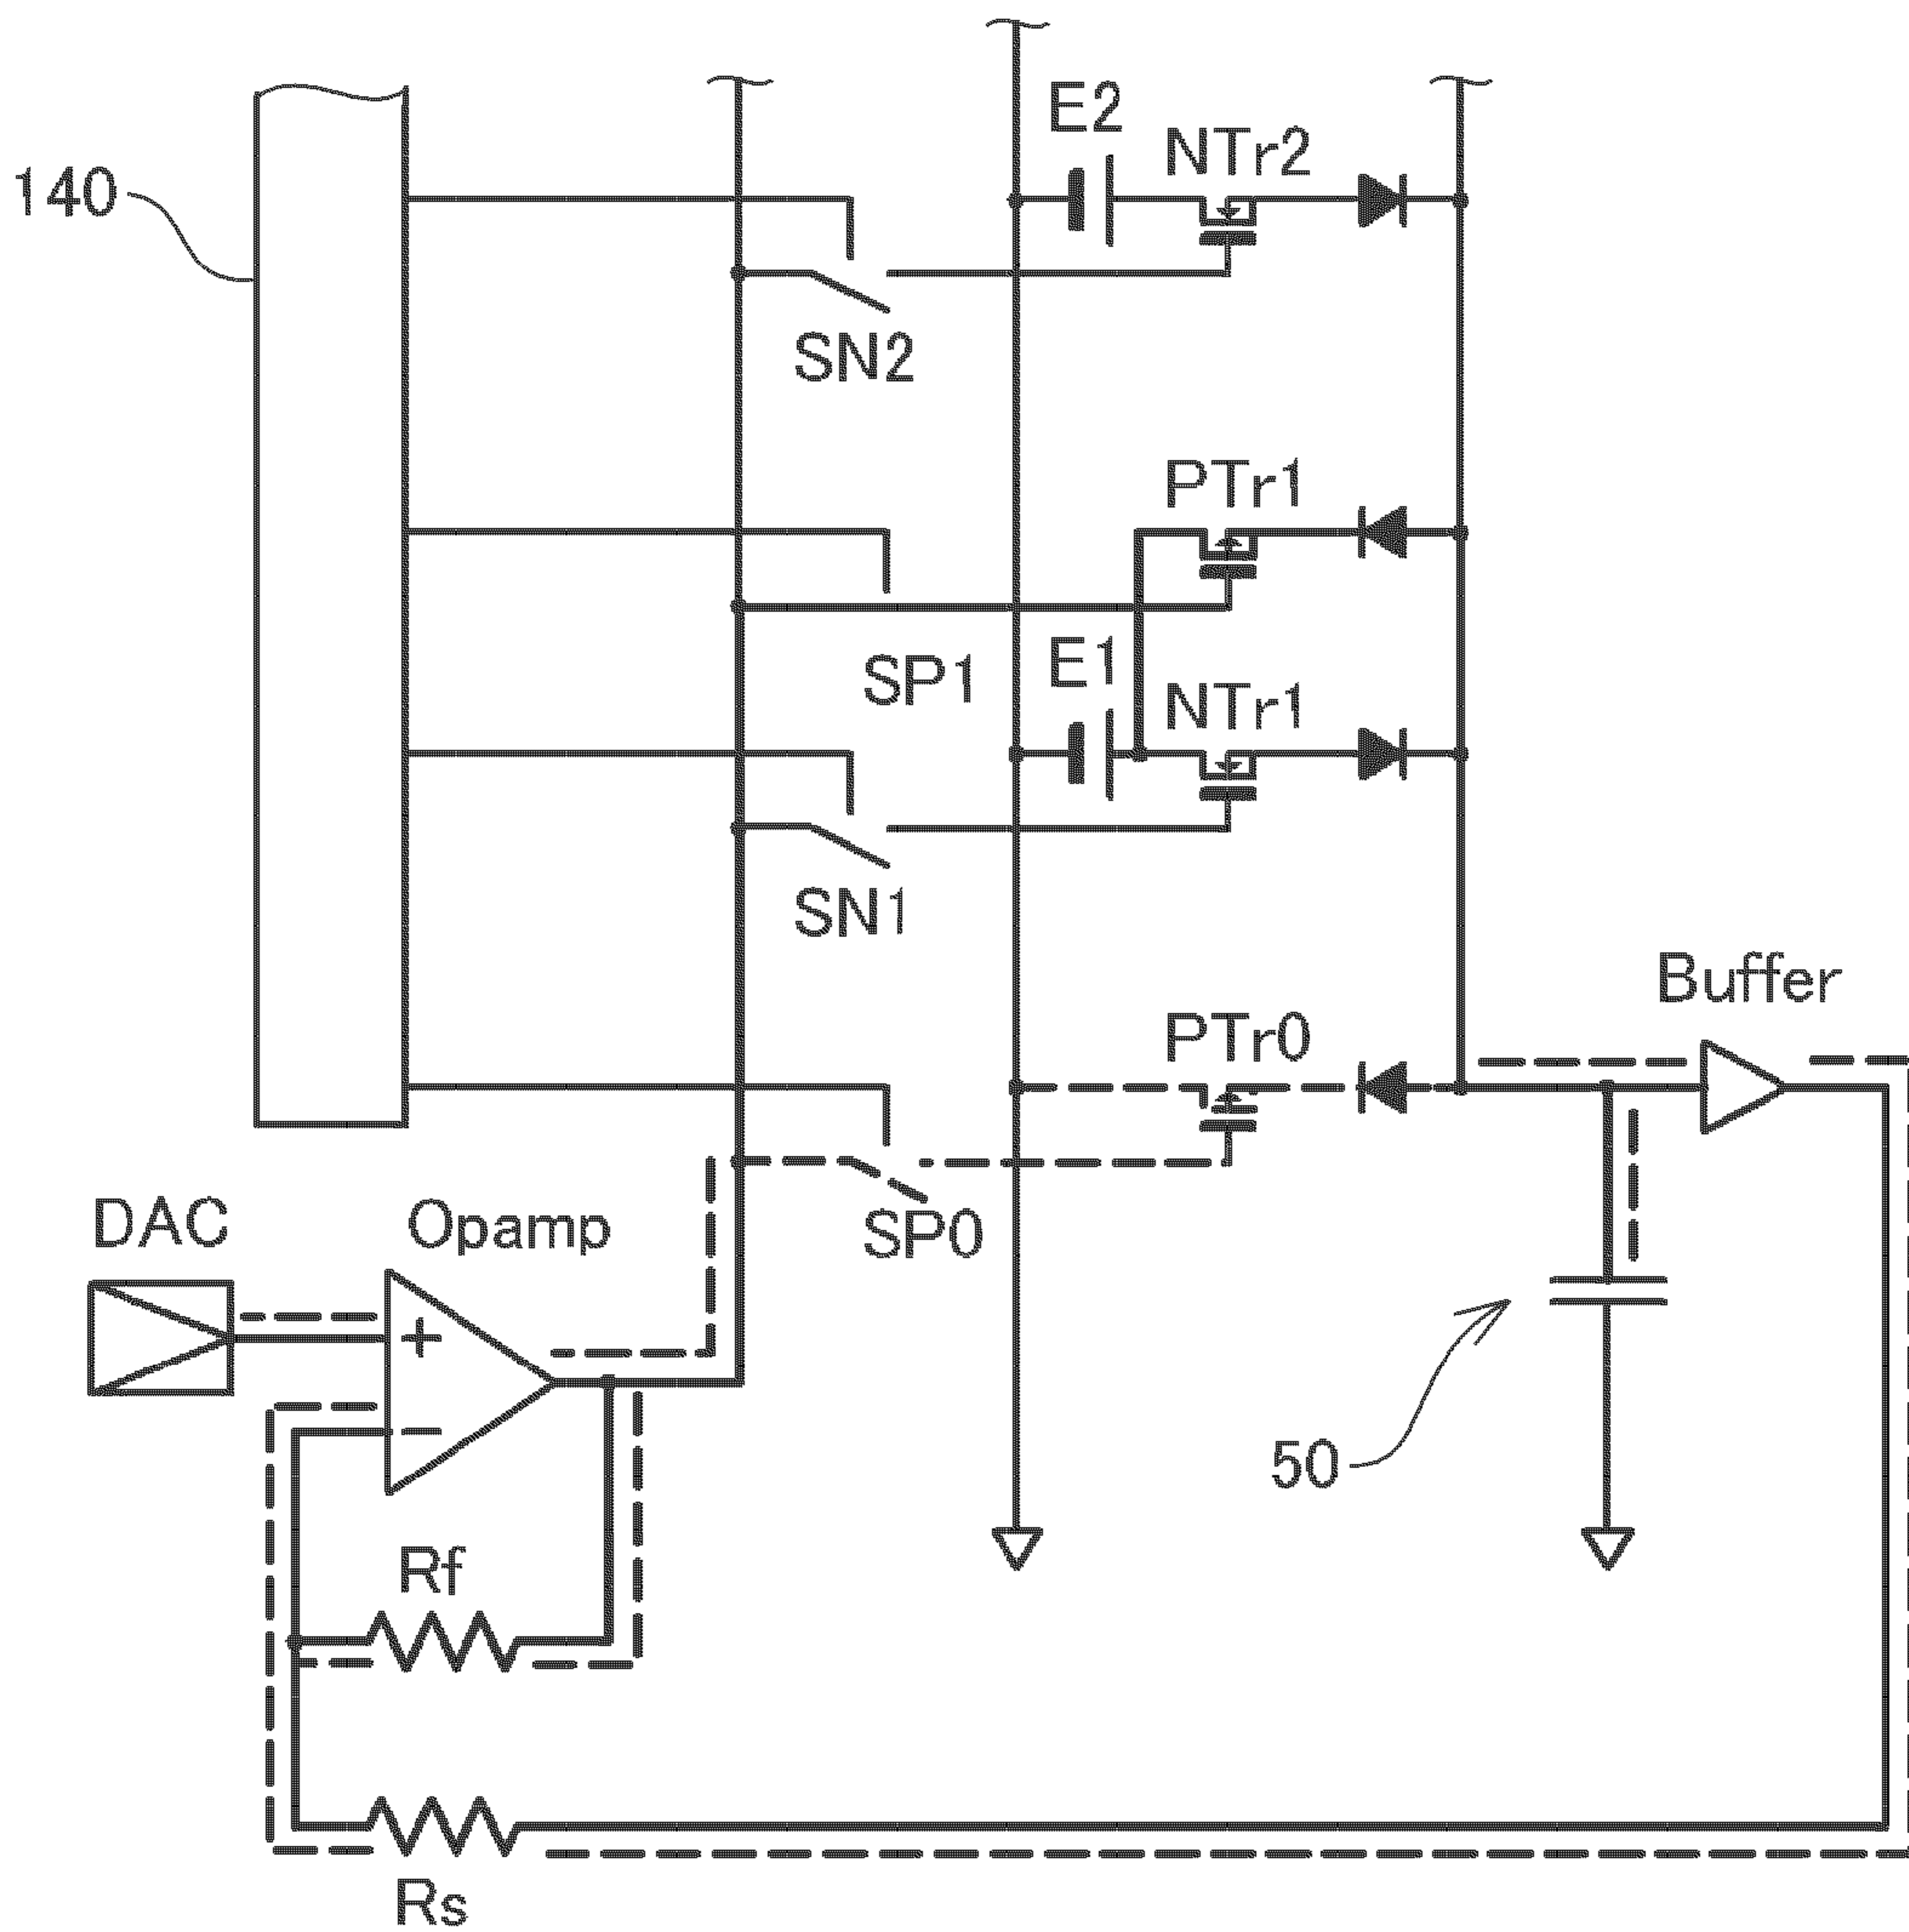 E2
NTr2
140
SN2
PTr1
SP1
E1
NTr1
SN1
Buffer
PTr0
DAC
Opamp
SP0
+
−
50
Rf
Rs